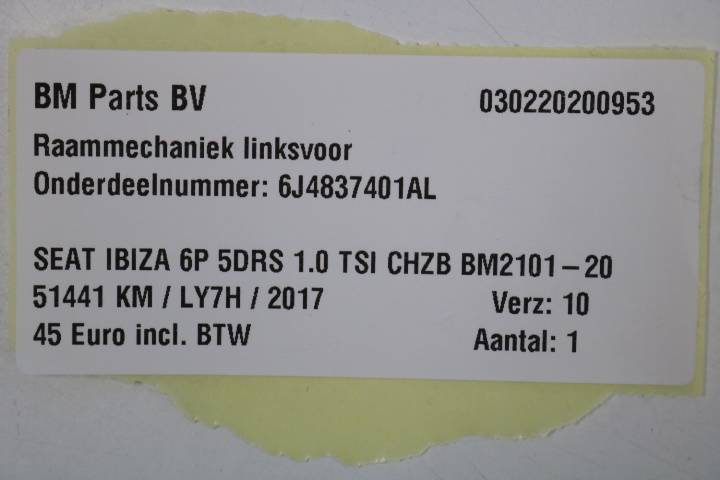 BM Parts BV 030220200953
Raammechaniek linksvoor
Onderdeelnummer: 6J4837401AL
SEAT IBIZA 6P 5DRS 1.0 TSI CHZB BM2101-20
51441 KM / LY7H / 2017 Verz: 10
45 Euro incl. BTW Aantal: 1